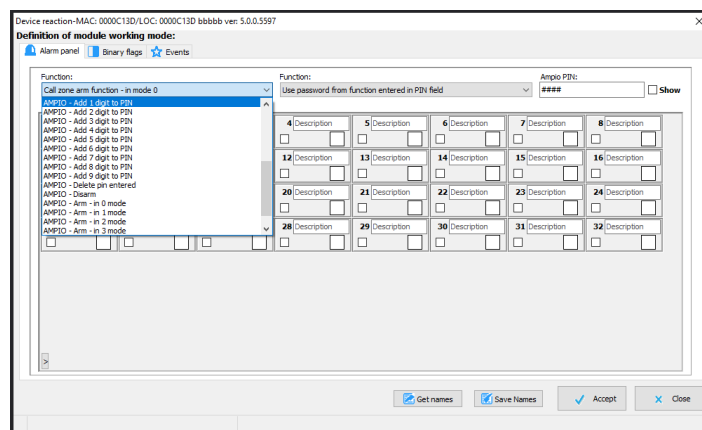 Device reaction-MAC: 0000C13D/LOC: 0000C13D bbbbb ver: 5.0.0.5597
Definition of module working mode:
Alarm panel Binary flags Events
Function: Function: Ampio PIN:
Call zone arm function - in mode 0 Use password from function entered in PIN field #### Show
AMPIO - Add 1 digit to PIN
AMPIO - Add 2 digit to PIN
AMPIO - Add 3 digit to PIN
AMPIO - Add 4 digit to PIN
AMPIO - Add 5 digit to PIN
AMPIO - Add 6 digit to PIN
AMPIO - Add 7 digit to PIN
AMPIO - Add 8 digit to PIN
AMPIO - Add 9 digit to PIN
AMPIO - Delete pin entered
AMPIO - Disarm
AMPIO - Arm - in 0 mode
AMPIO - Arm - in 1 mode
AMPIO - Arm - in 2 mode
AMPIO - Arm - in 3 mode
4 Description 5 Description 6 Description 7 Description 8 Description
12 Description 13 Description 14 Description 15 Description 16 Description
20 Description 21 Description 22 Description 23 Description 24 Description
28 Description 29 Description 30 Description 31 Description 32 Description
>
Get names Save Names Accept Close